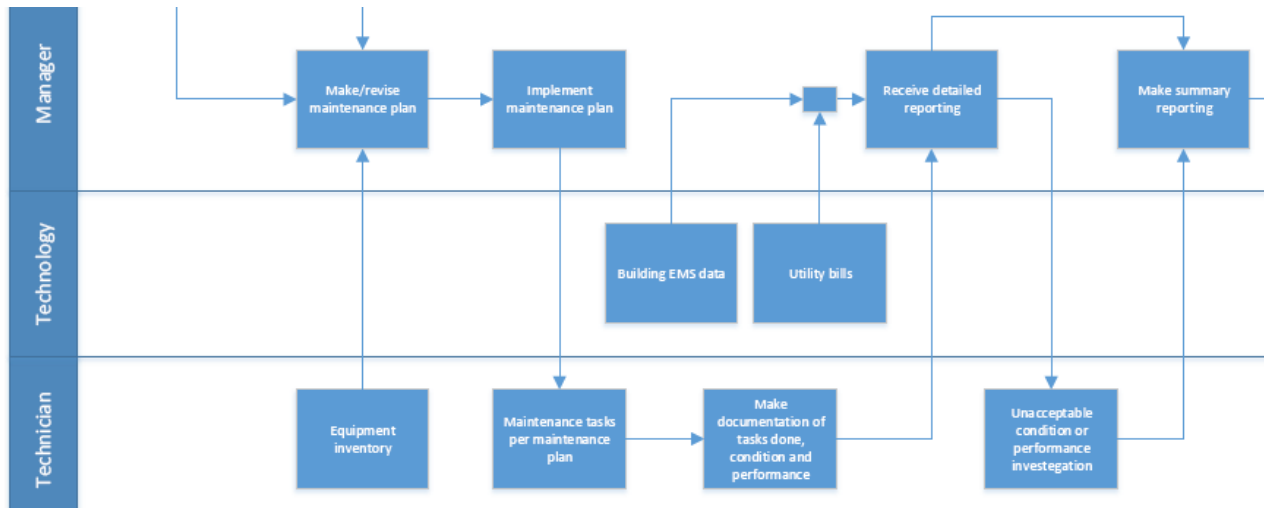 Manager
Make/revise
maintenance plan
Implement
maintenance plan
Receive detailed
reporting
Make summary
reporting
Technology
Building EMS data
Utility bills
Technician
Equipment
inventory
Maintenance tasks
per maintenance
plan
Make
documentation of
tasks done,
condition and
performance
Unacceptable
condition or
performance
investegation